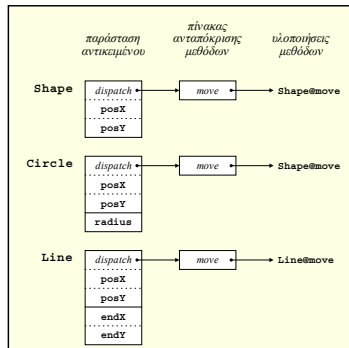 παράσταση αντικειμένου
πίνακας ανταπόκρισης μεθόδων
υλοποιήσεις μεθόδων
Shape
dispatch
move
Shape@move
posX
posY
Circle
dispatch
move
Shape@move
posX
posY
radius
Line
dispatch
move
Line@move
posX
posY
endX
endY